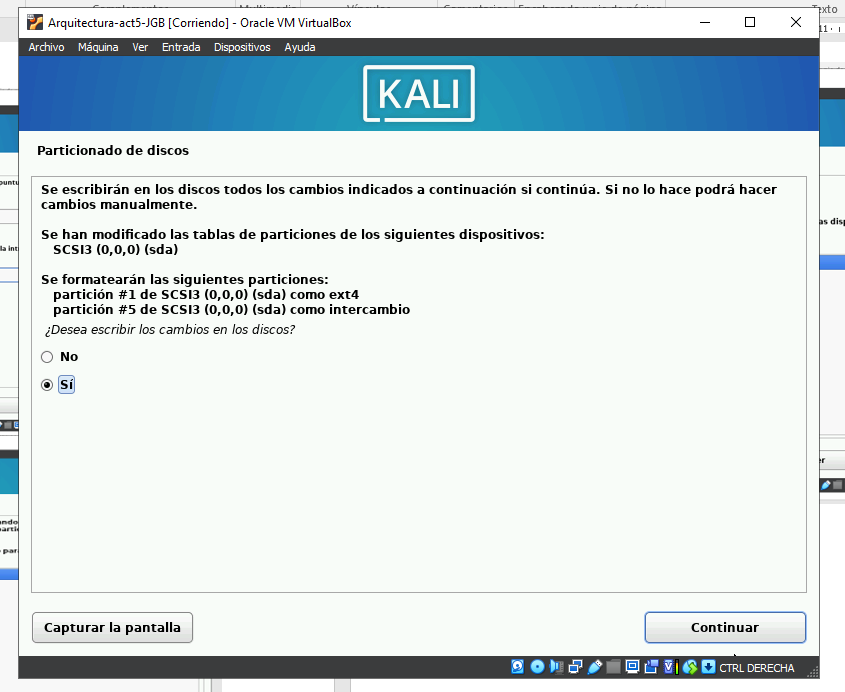 Arquitectura-act5-JGB [Corriendo] - Oracle VM VirtualBox
Archivo Máquina Ver Entrada Dispositivos Ayuda
KALI
Particionado de discos
Se escribirán en los discos todos los cambios indicados a continuación si continúa. Si no lo hace podrá hacer
cambios manualmente.
Se han modificado las tablas de particiones de los siguientes dispositivos:
SCSI3 (0,0,0) (sda)
Se formatearán las siguientes particiones:
partición #1 de SCSI3 (0,0,0) (sda) como ext4
partición #5 de SCSI3 (0,0,0) (sda) como intercambio
¿Desea escribir los cambios en los discos?
No
Sí
Capturar la pantalla
Continuar
CTRL DERECHA